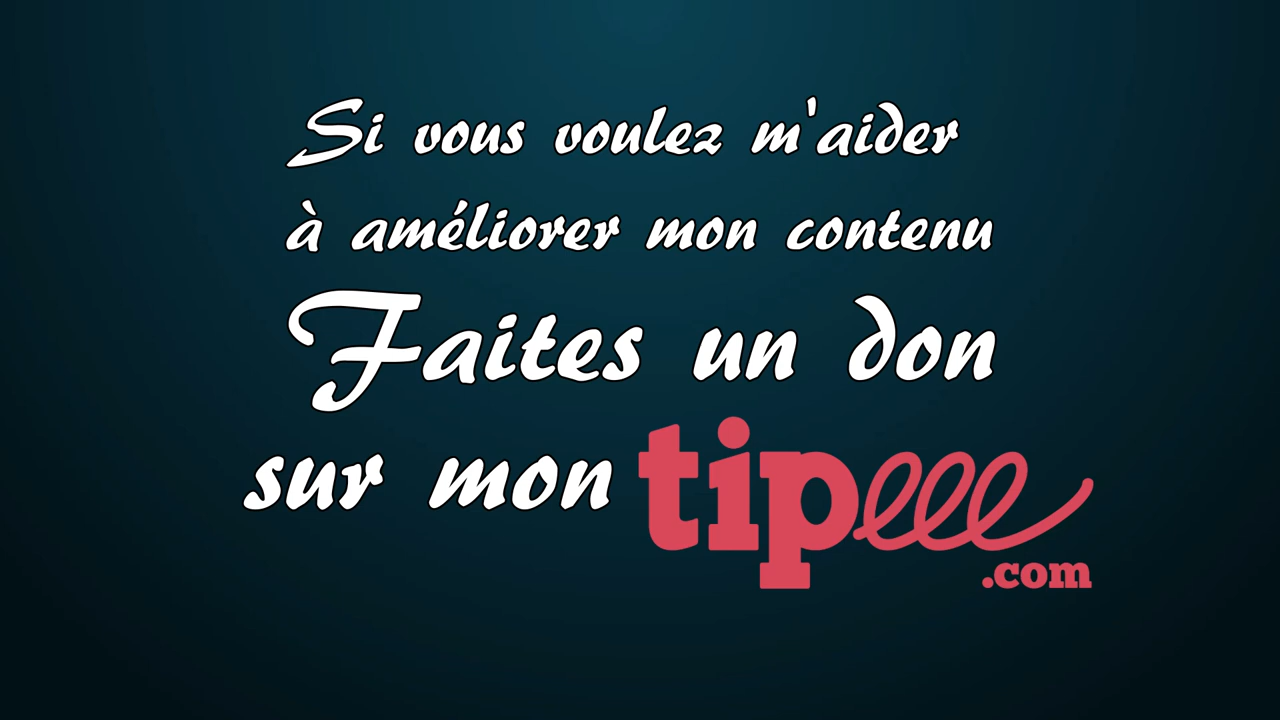 Si vous voulez m'aider
à améliorer mon contenu
Faites un don
sur mon tipeee
.com